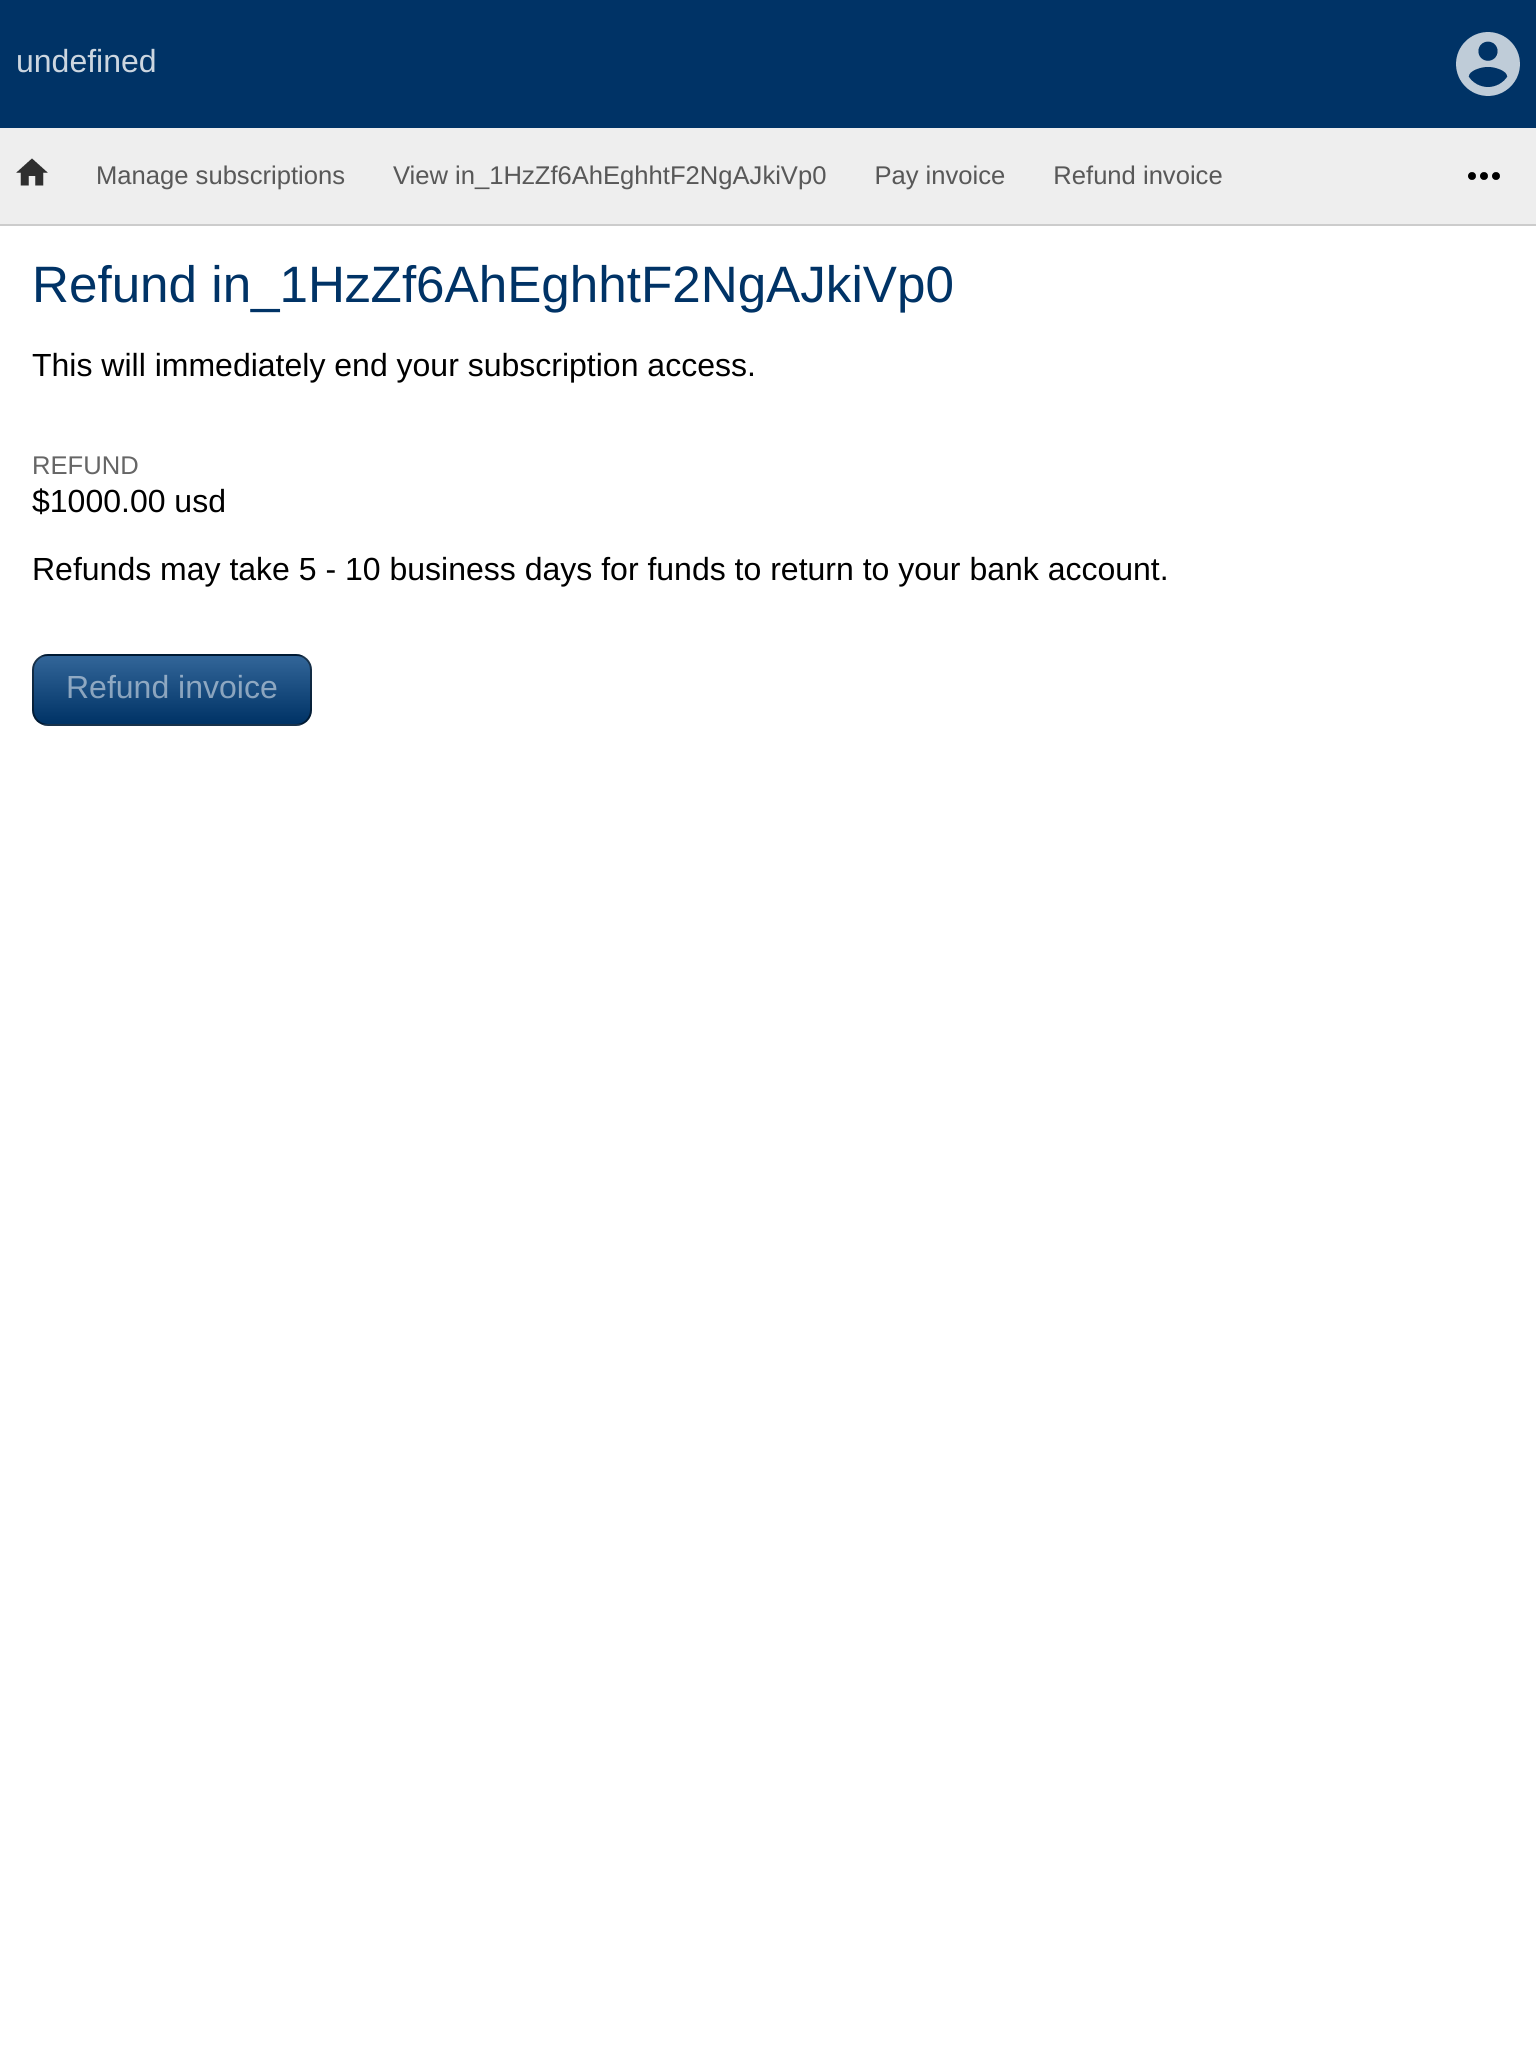 undefined
Manage subscriptions View in_1HzZf6AhEghhtF2NgAJkiVp0 Pay invoice Refund invoice
Refund in_1HzZf6AhEghhtF2NgAJkiVp0
This will immediately end your subscription access.
REFUND
$1000.00 usd
Refunds may take 5 - 10 business days for funds to return to your bank account.
Refund invoice